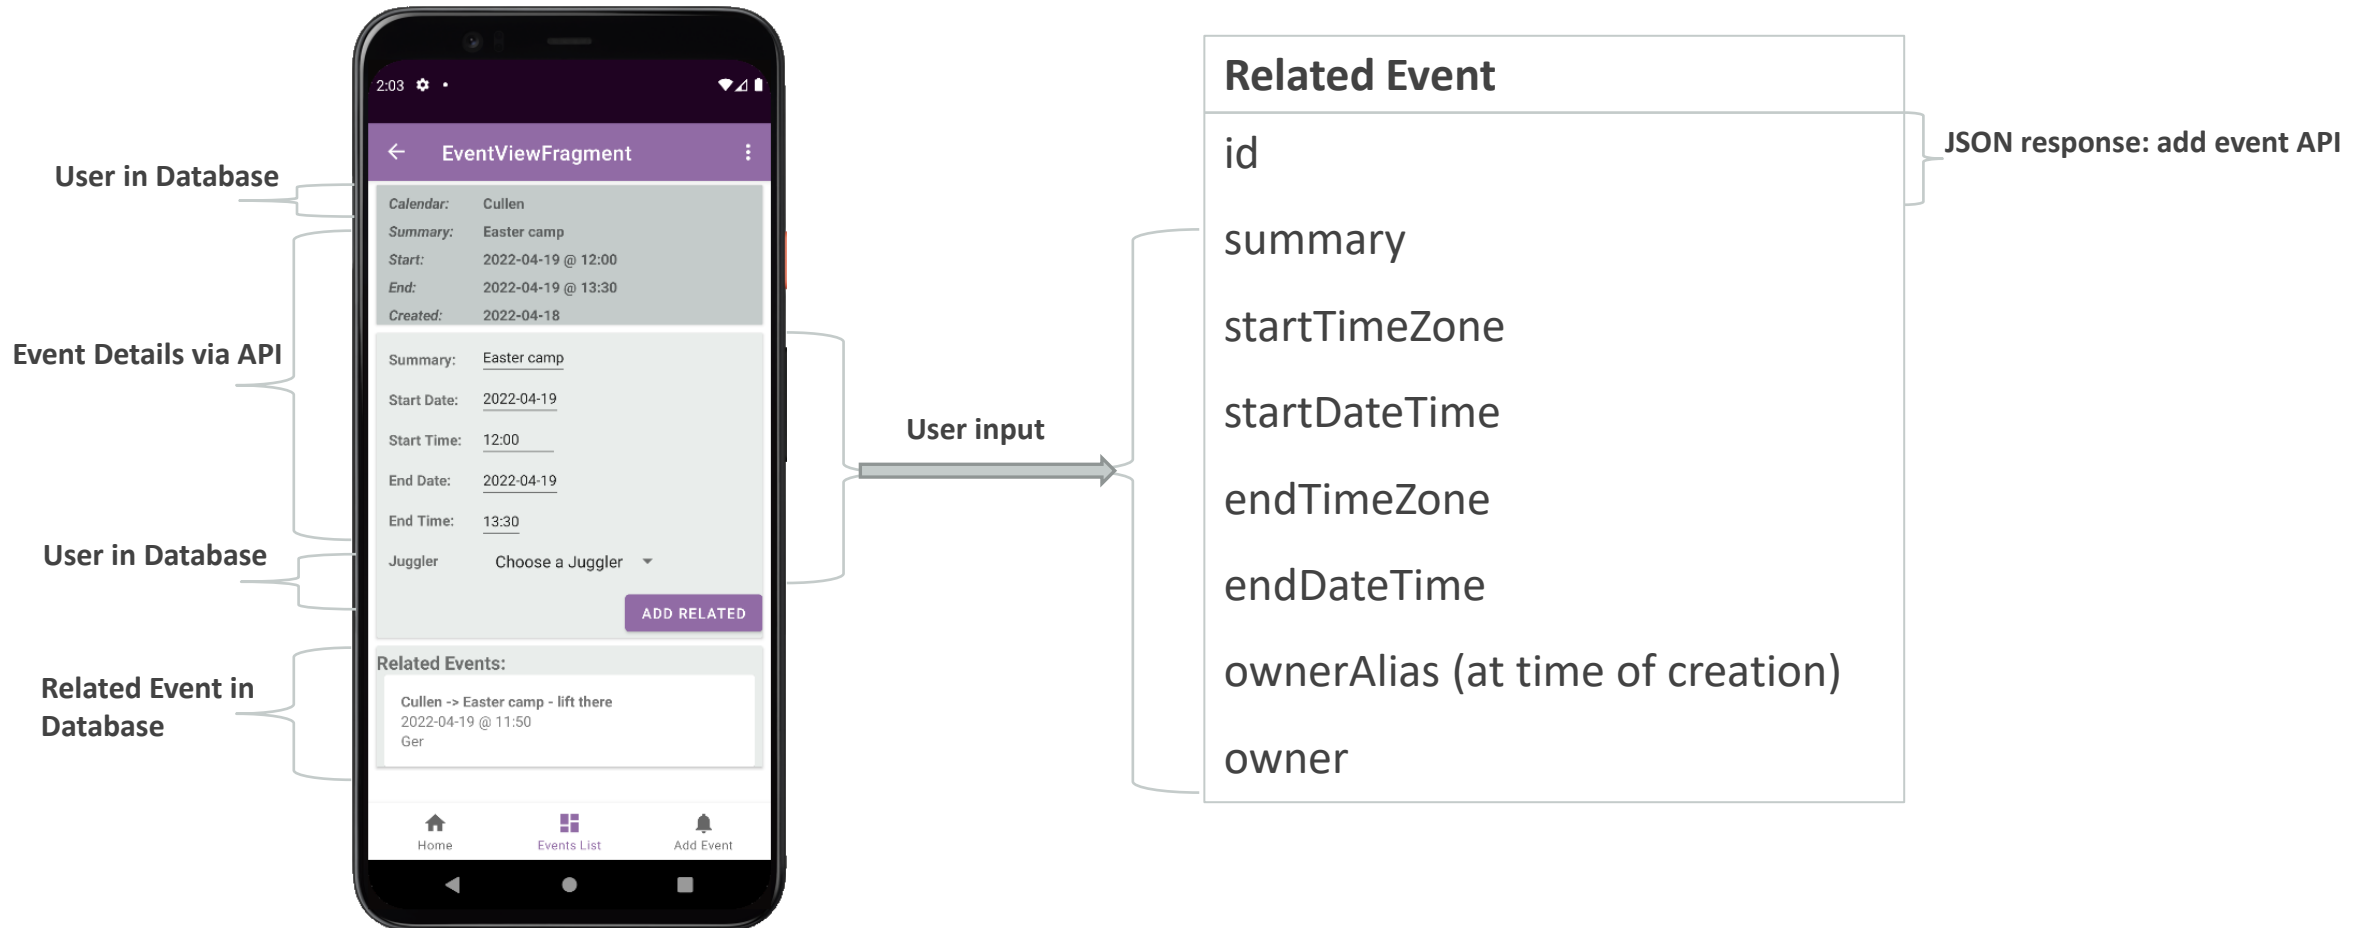 User in Database
Event Details via API
User in Database
Related Event in
Database
2:03
EventViewFragment
Calendar: Cullen
Summary: Easter camp
Start: 2022-04-19 @ 12:00
End: 2022-04-19 @ 13:30
Created: 2022-04-18
Summary: Easter camp
Start Date: 2022-04-19
Start Time: 12:00
End Date: 2022-04-19
End Time: 13:30
Juggler Choose a Juggler
ADD RELATED
Related Events:
Cullen -> Easter camp - lift there
2022-04-19 @ 11:50
Ger
Home Events List Add Event
User input
Related Event
id
summary
startTimeZone
startDateTime
endTimeZone
endDateTime
ownerAlias (at time of creation)
owner
JSON response: add event API